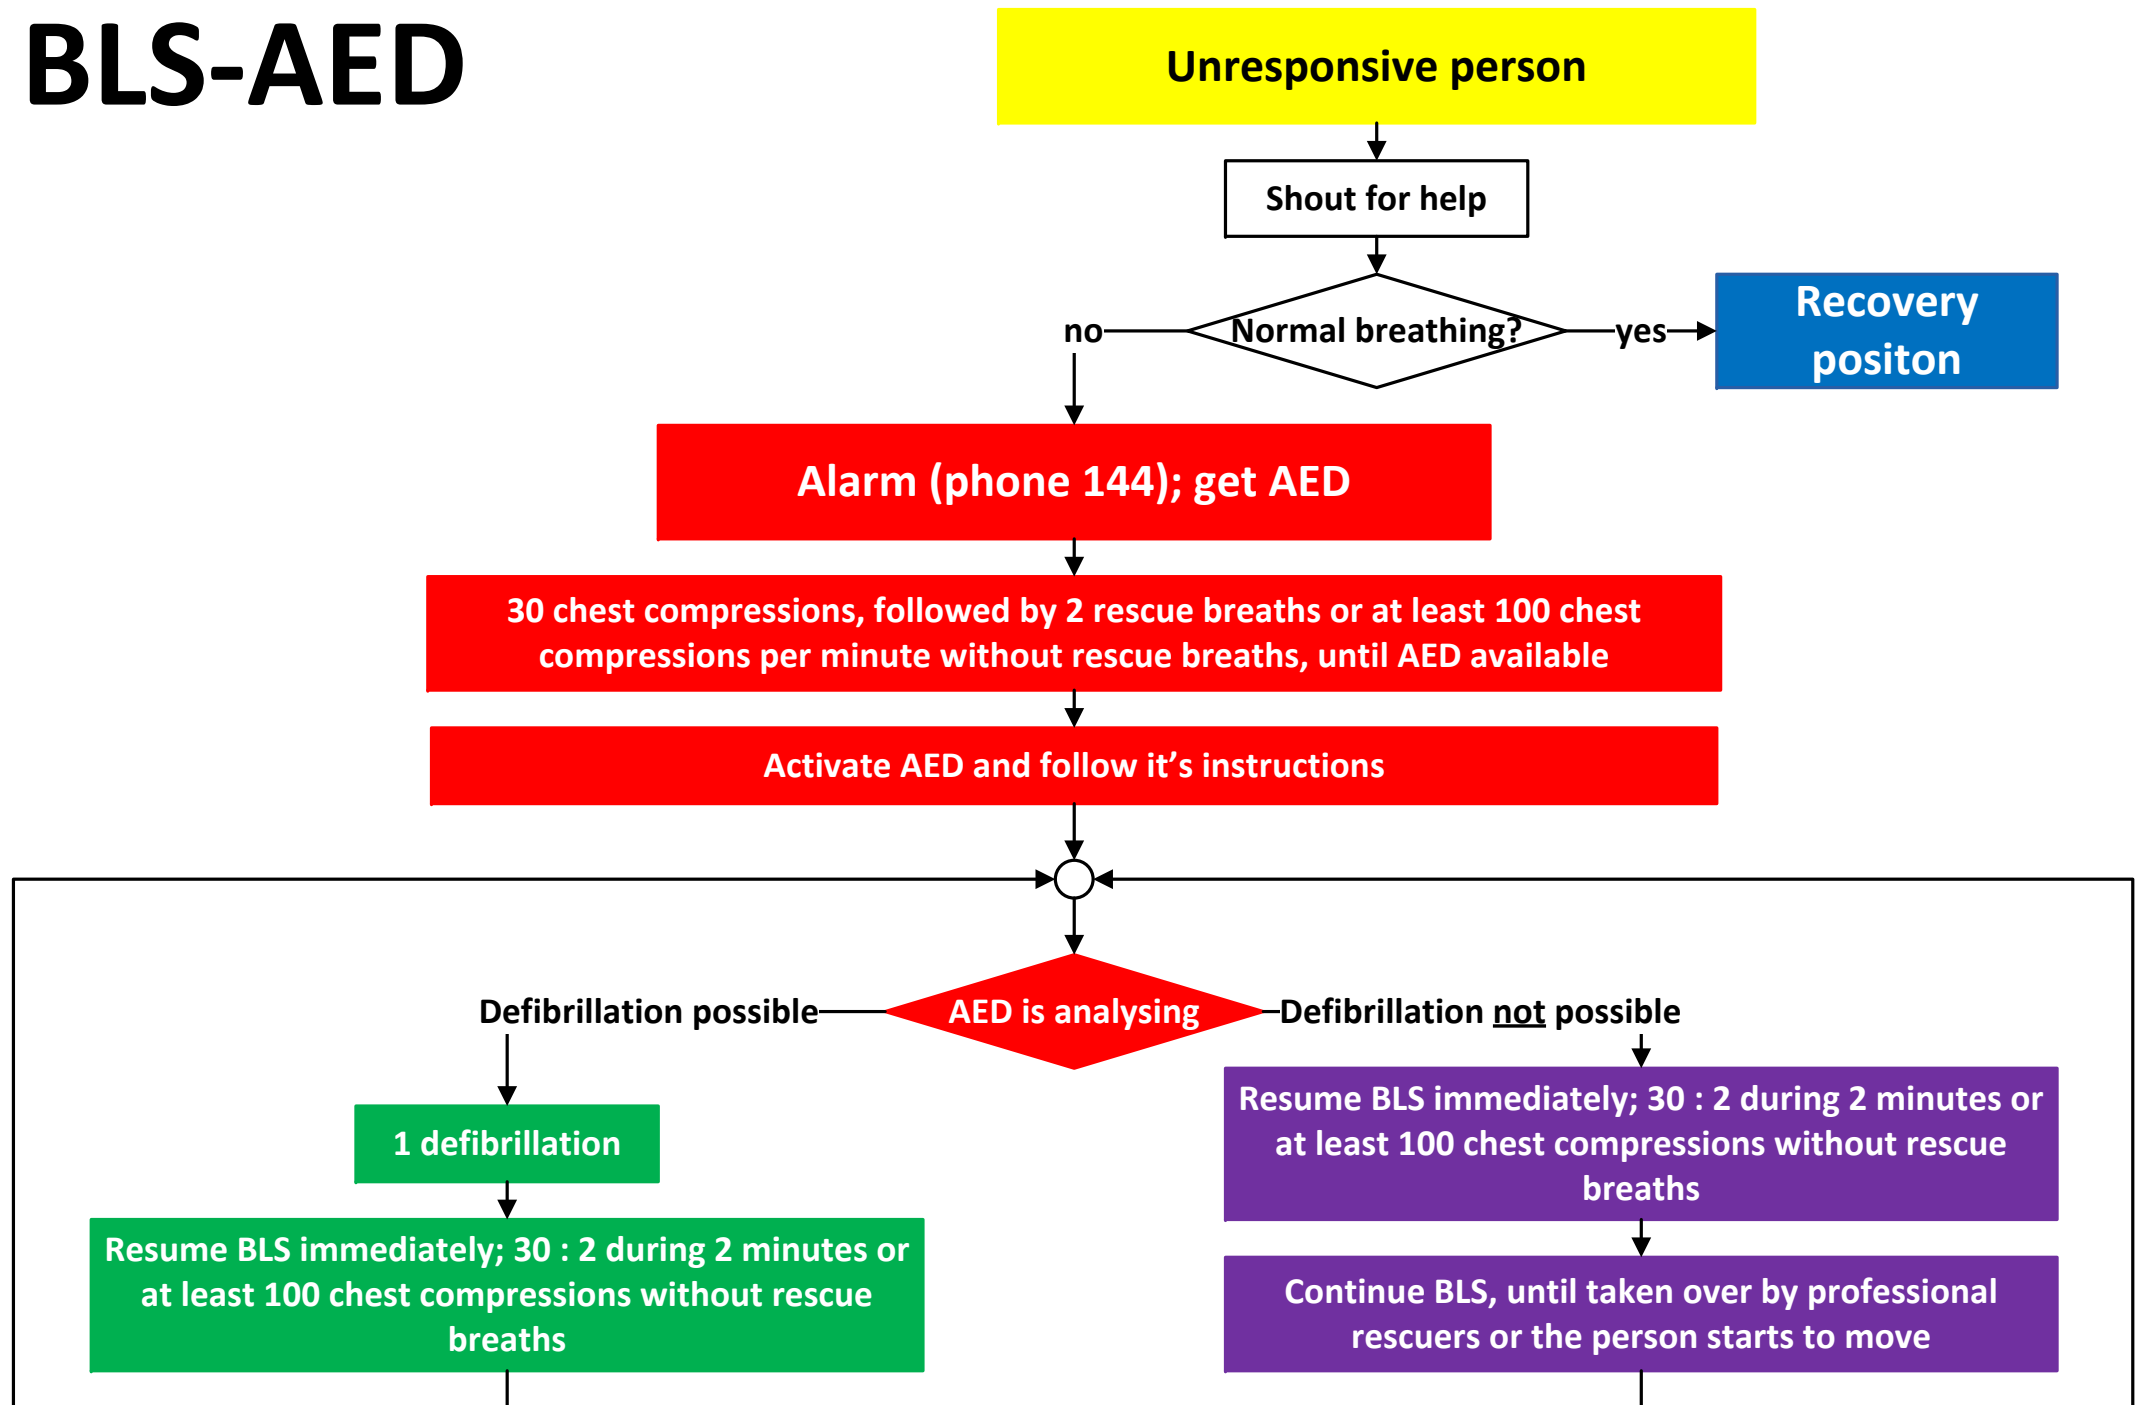 BLS-AED
Unresponsive person
Shout for help
Normal breathing?
no
yes
Recovery
positon
Alarm (phone 144); get AED
30 chest compressions, followed by 2 rescue breaths or at least 100 chest
compressions per minute without rescue breaths, until AED available
Activate AED and follow it’s instructions
AED is analysing
Defibrillation possible
Defibrillation not possible
1 defibrillation
Resume BLS immediately; 30 : 2 during 2 minutes or
at least 100 chest compressions without rescue
breaths
Resume BLS immediately; 30 : 2 during 2 minutes or
at least 100 chest compressions without rescue
breaths
Continue BLS, until taken over by professional
rescuers or the person starts to move